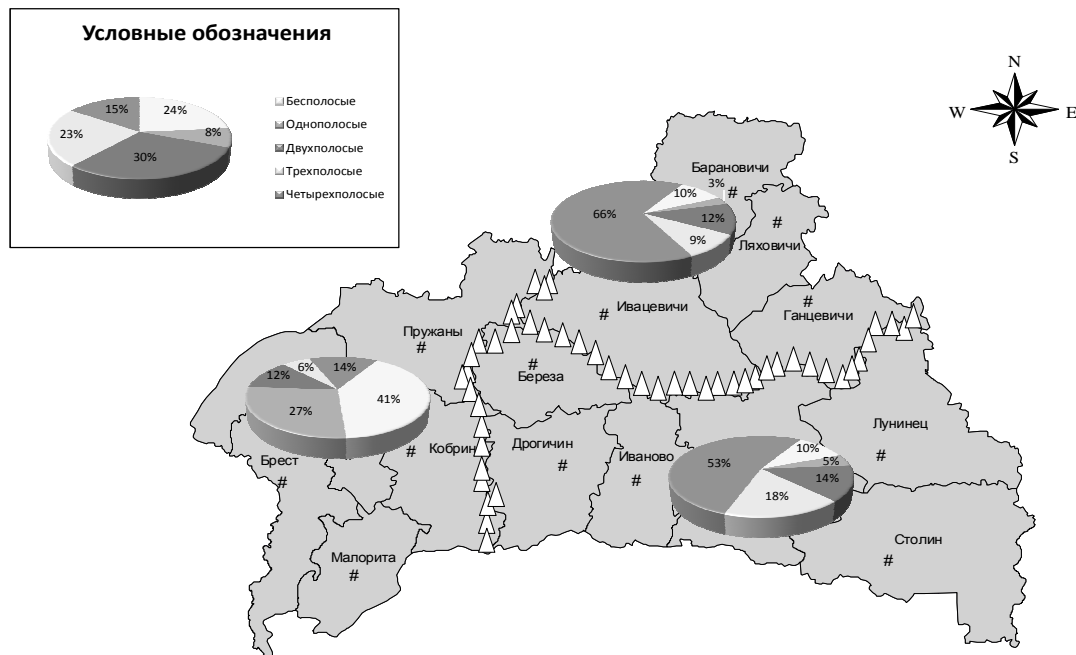 Условные обозначения
15%
24%
8%
23%
30%
Бесполосые
Однополосые
Двухполосые
Трехполосые
Четырехполосые
N
W
E
S
Барановичи
#
3%
10%
66%
12%
9%
#
Ляховичи
#
Ганцевичи
Ивацевичи
#
Пружаны
#
#
Береза
6%
14%
12%
41%
27%
Брест
#
Кобрин
#
Дрогичин
#
Иваново
#
Лунинец
#
10%
53%
5%
14%
18%
Столин
#
Малорита
#